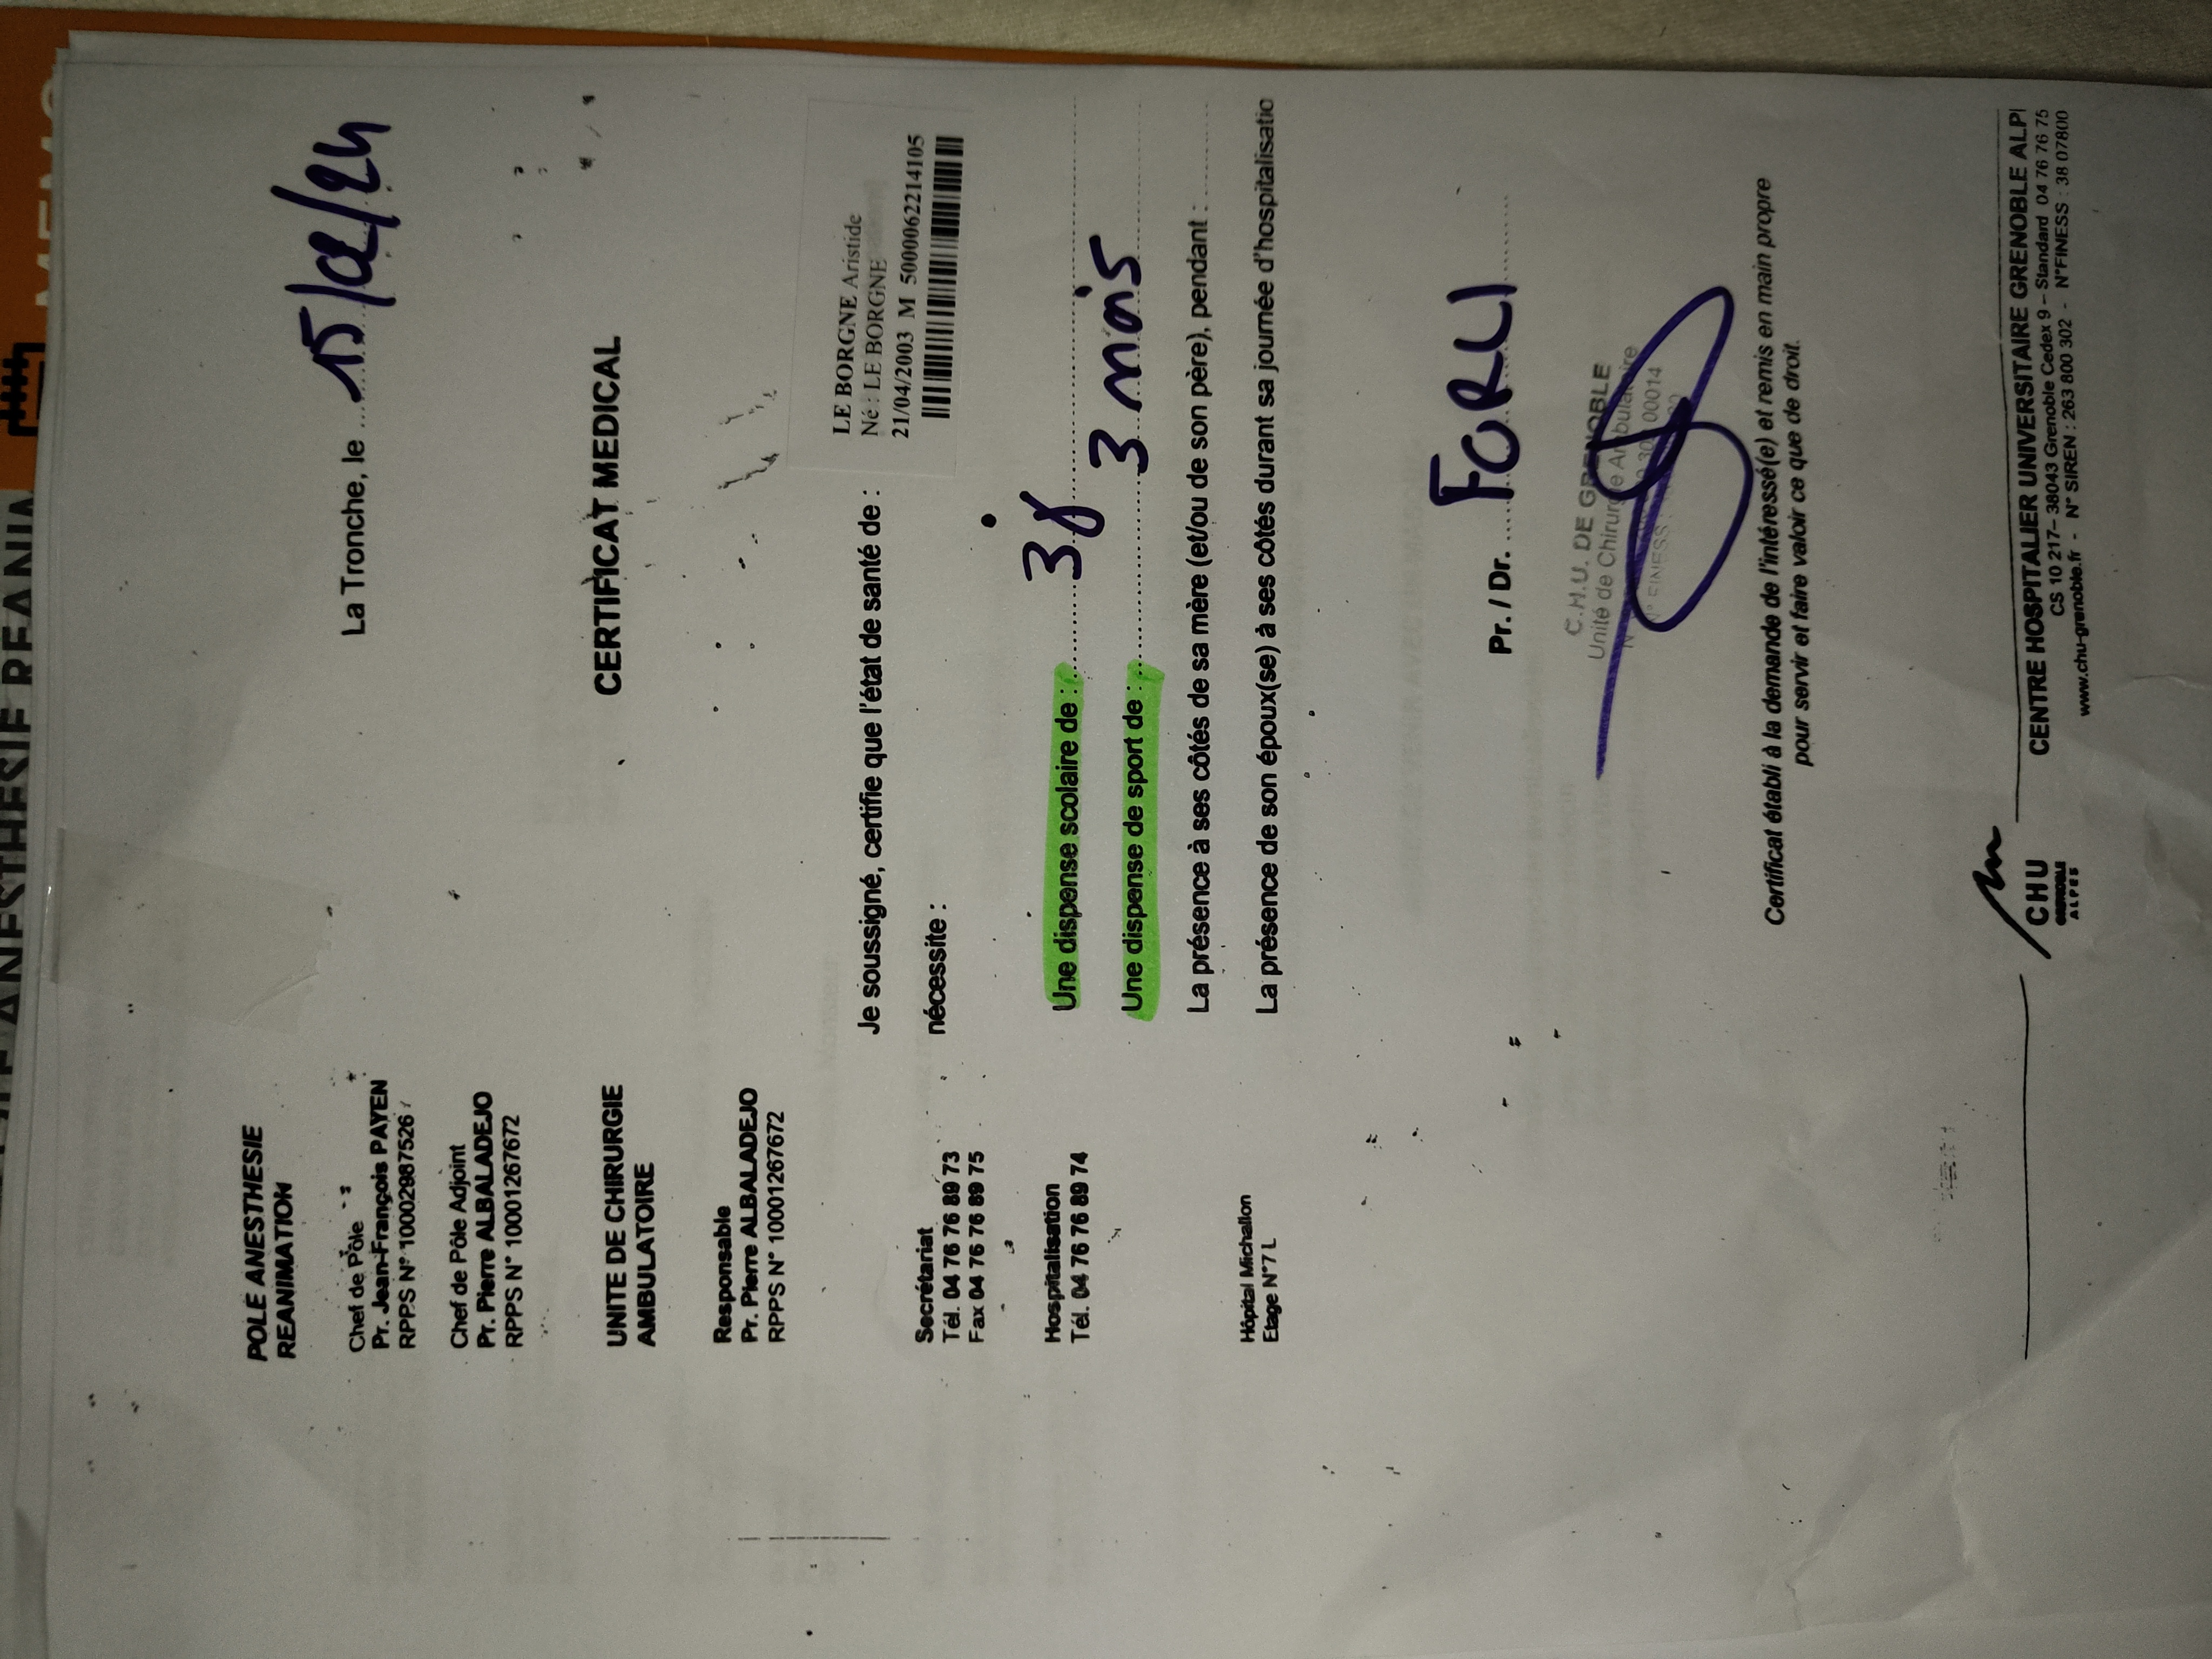 ANESTHESIE REANIM
MEMO
POLE ANESTHESIE
REANIMATION
La Tronche, le ... 15/02/24
Chef de Pôle
Pr. Jean-François PAYEN
RPPS N° 10002987526
Chef de Pôle Adjoint
Pr. Pierre ALBALADEJO
RPPS N° 10001267672
UNITE DE CHIRURGIE
AMBULATOIRE
CERTIFICAT MEDICAL
Responsable
Pr. Pierre ALBALADEJO
RPPS N° 10001267672
LE BORGNE Aristide
Né : LE BORGNE
21/04/2003 M 5000062214105
Je soussigné, certifie que l'état de santé de :
nécessite :
Secrétariat
Tél. 04 76 76 89 73
Fax 04 76 76 89 75
Hospitalisation
Tél. 04 76 76 89 74
Une dispense scolaire de : ... 3j
Une dispense de sport de : ... 3 mois
La présence à ses côtés de sa mère (et/ou de son père), pendant : ...
La présence de son époux(se) à ses côtés durant sa journée d'hospitalisatio
Hôpital Michallon
Etage N°7 L
Pr. / Dr. ... FORLI
C.H.U. DE GRENOBLE
Unité de Chirurgie Ambulatoire
00014
N° FINESS :
Certificat établi à la demande de l'intéressé(e) et remis en main propre
pour servir et faire valoir ce que de droit.
CHU
GRENOBLE
ALPES
CENTRE HOSPITALIER UNIVERSITAIRE GRENOBLE ALP
CS 10 217– 38043 Grenoble Cedex 9 – Standard 04 76 76 75
www.chu-grenoble.fr - N° SIREN : 263 800 302 - N°FINESS : 38 07800